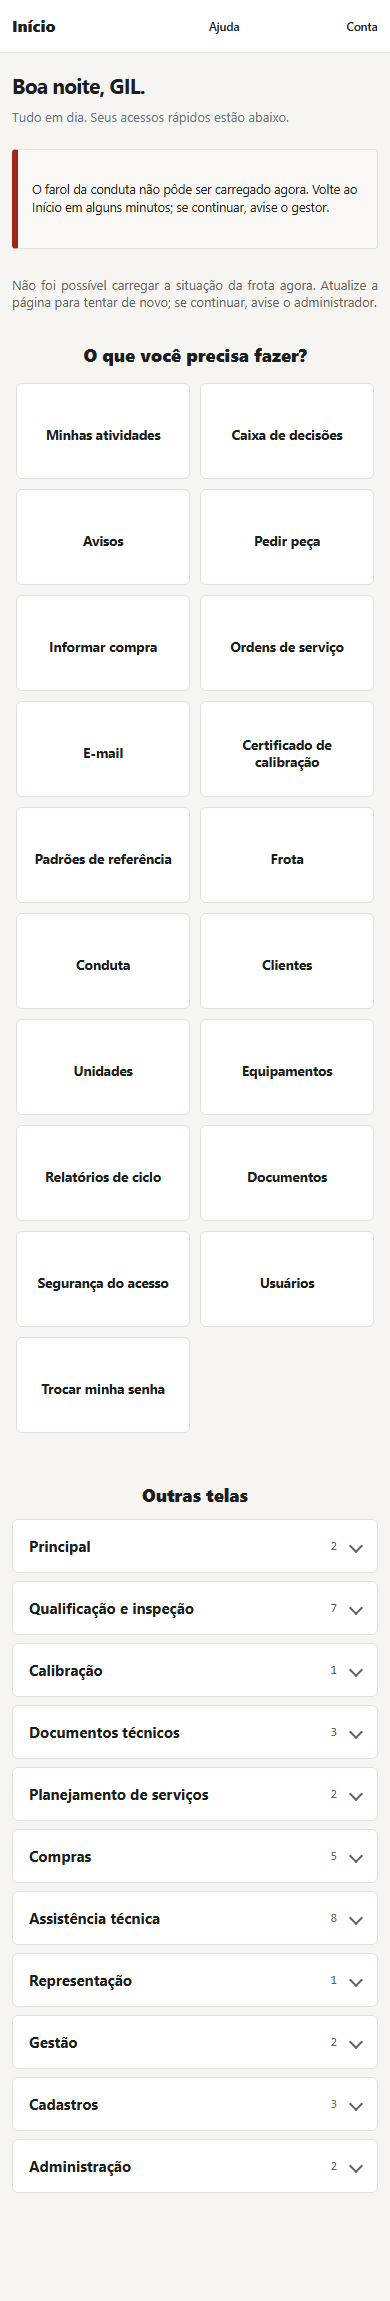 Início
Ajuda
Conta
Boa noite, GIL.
Tudo em dia. Seus acessos rápidos estão abaixo.
O farol da conduta não pôde ser carregado agora. Volte ao
Início em alguns minutos; se continuar, avise o gestor.
Não foi possível carregar a situação da frota agora. Atualize a
página para tentar de novo; se continuar, avise o administrador.
O que você precisa fazer?
Minhas atividades
Caixa de decisões
Avisos
Pedir peça
Informar compra
Ordens de serviço
E-mail
Certificado de
calibração
Padrões de referência
Frota
Conduta
Clientes
Unidades
Equipamentos
Relatórios de ciclo
Documentos
Segurança do acesso
Usuários
Trocar minha senha
Outras telas
Principal 2
Qualificação e inspeção 7
Calibração 1
Documentos técnicos 3
Planejamento de serviços 2
Compras 5
Assistência técnica 8
Representação 1
Gestão 2
Cadastros 3
Administração 2